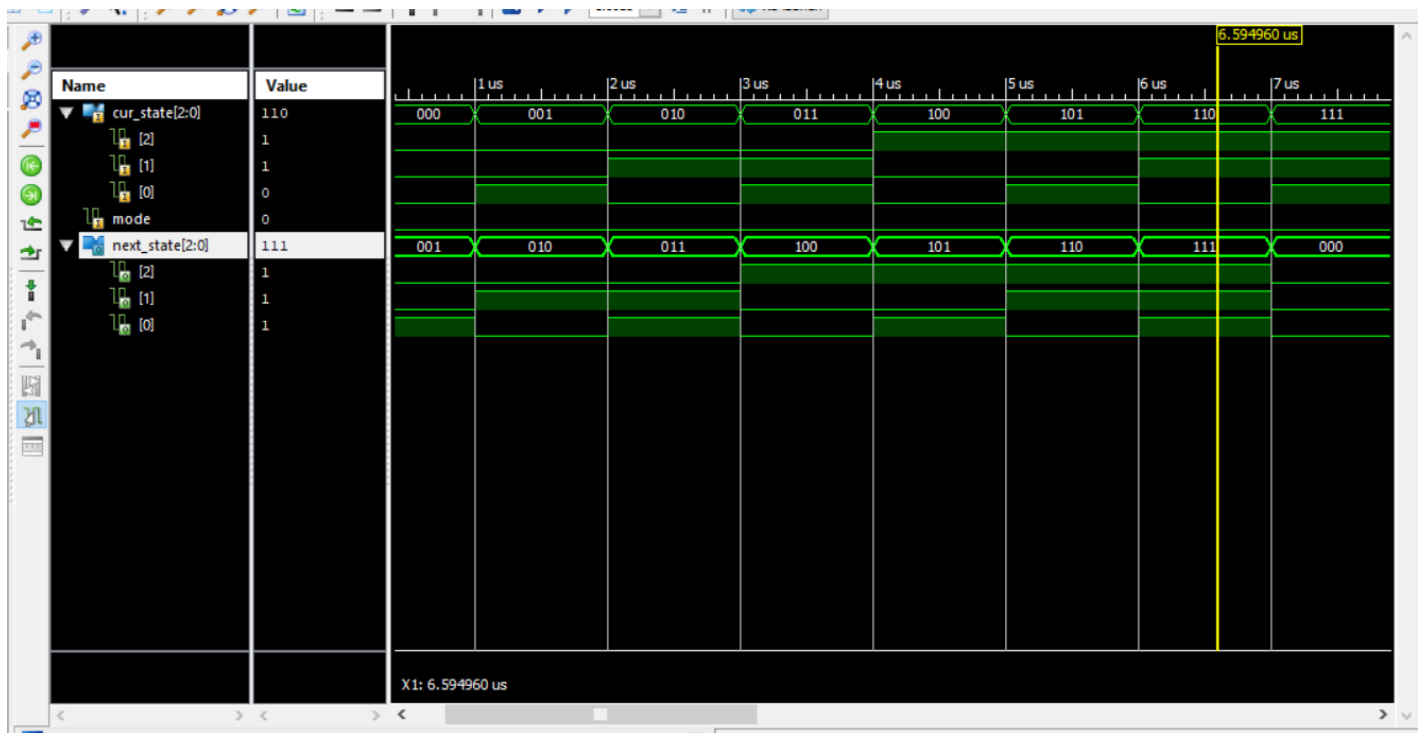 6.594960 us
Name Value
1 us 2 us 3 us 4 us 5 us 6 us 7 us
cur_state[2:0] 110 000 001 010 011 100 101 110 111
[2] 1
[1] 1
[0] 0
mode 0
next_state[2:0] 111 001 010 011 100 101 110 111 000
[2] 1
[1] 1
[0] 1
X1: 6.594960 us